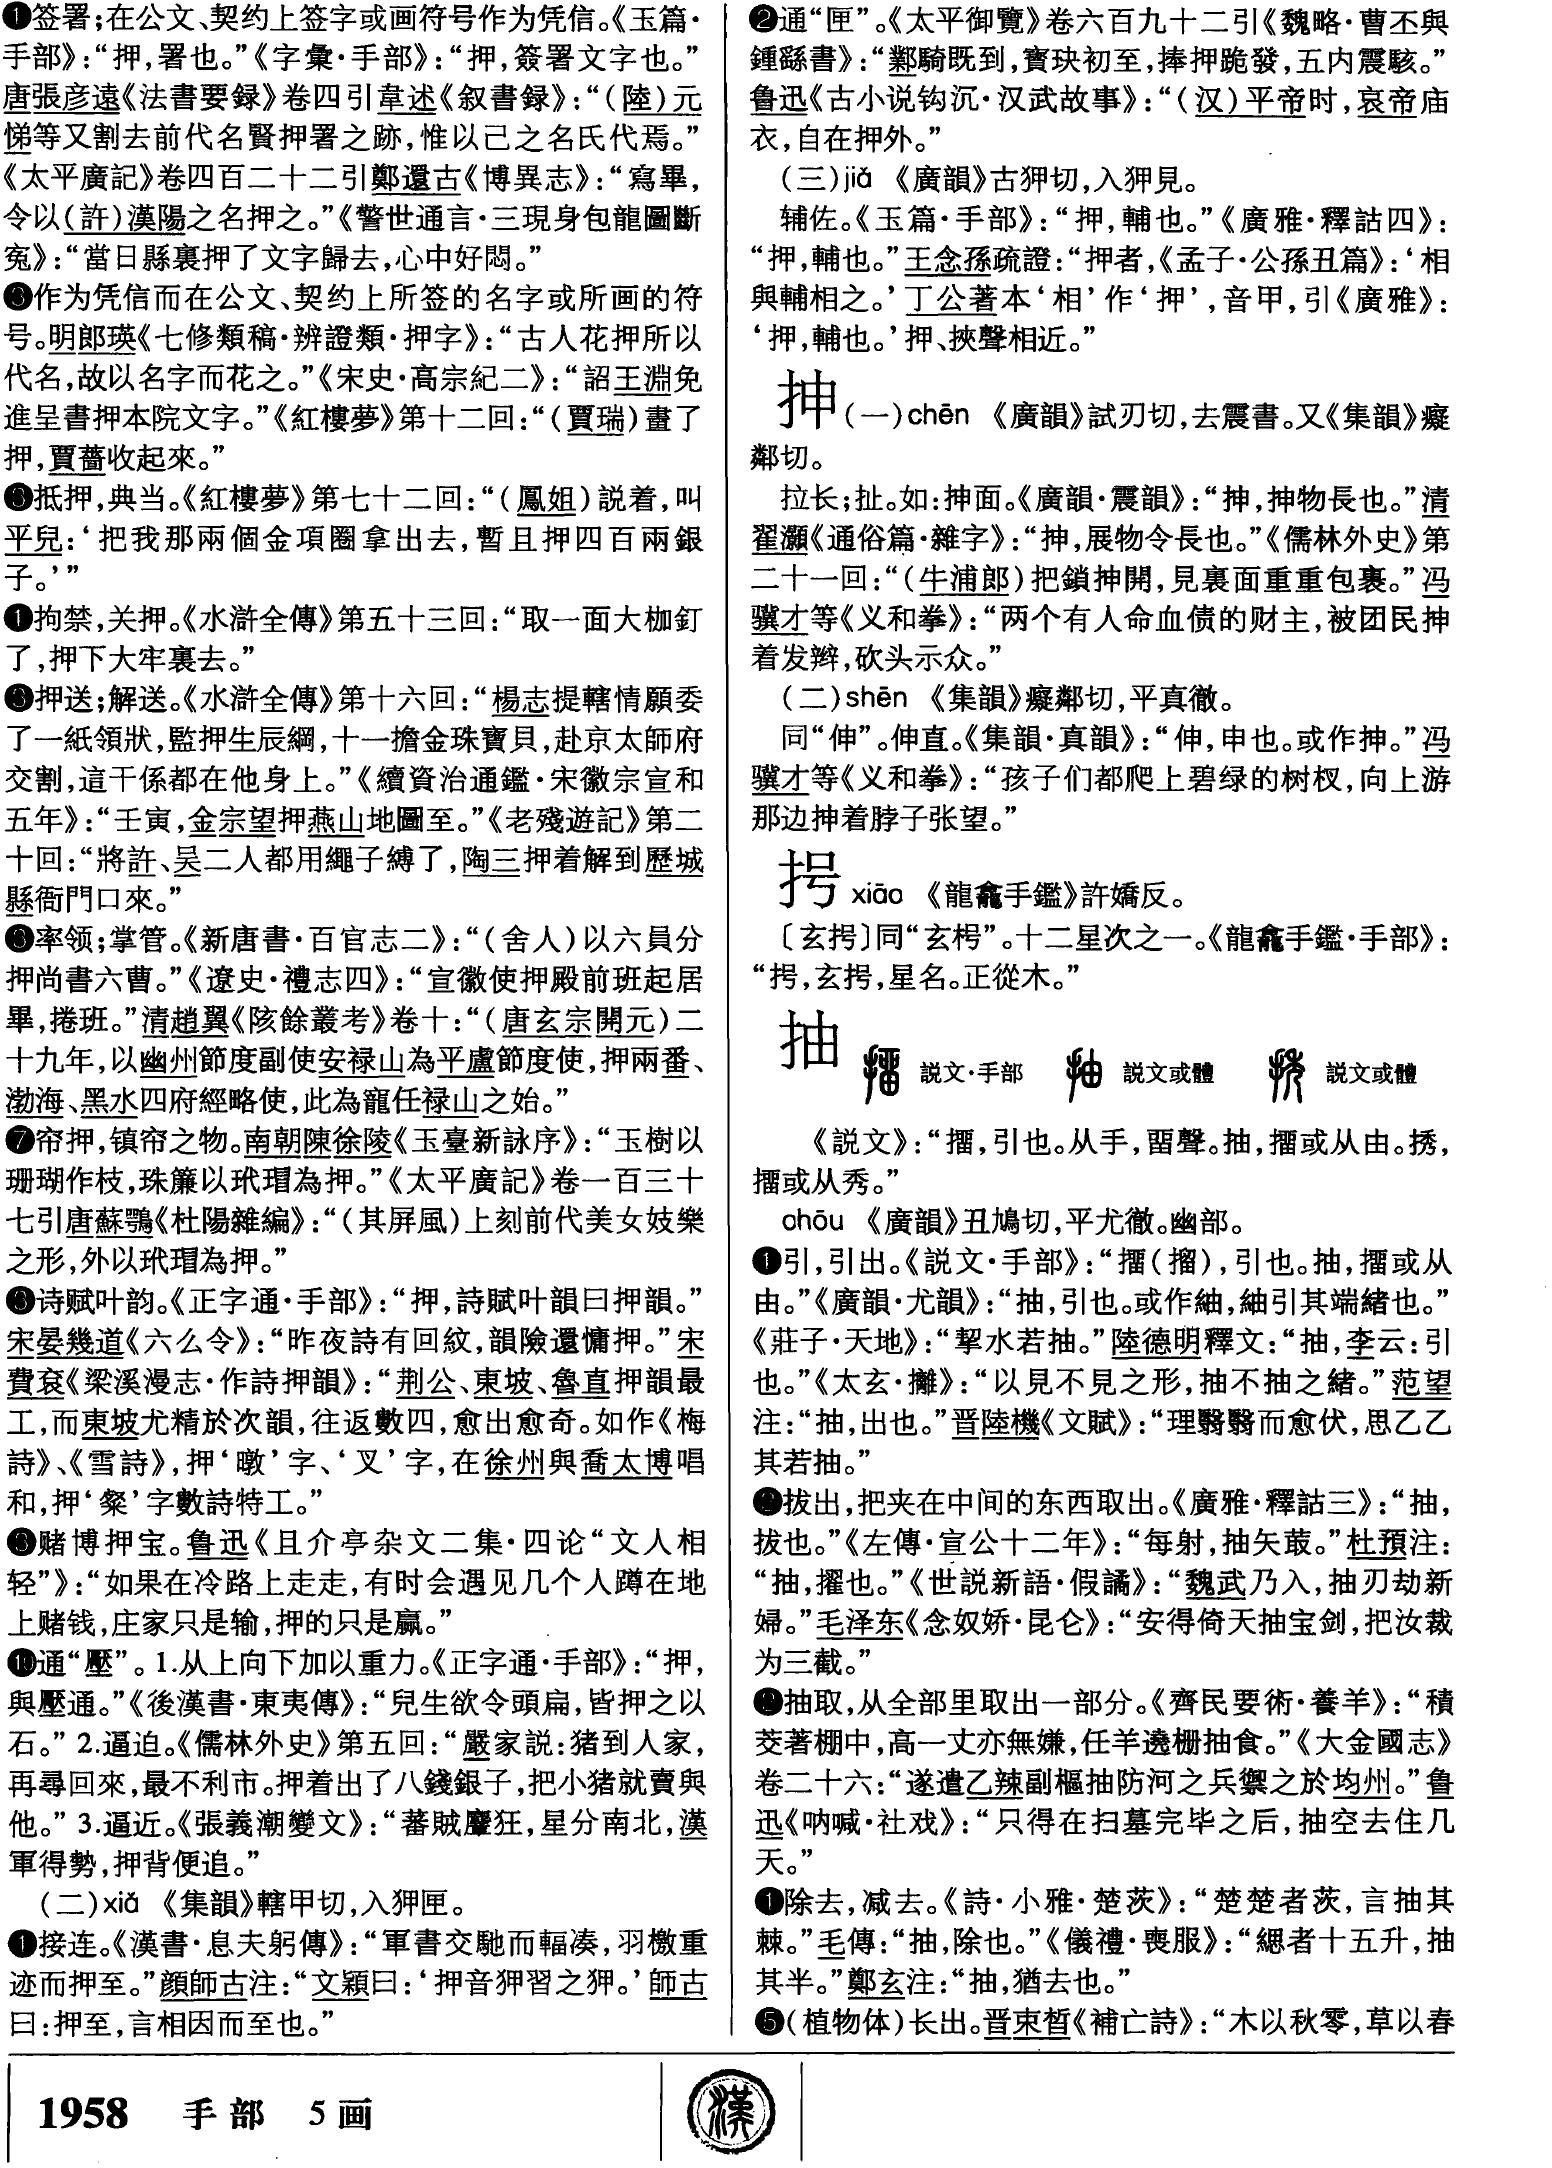 ❶签署;在公文、契约上签字或画符号作为凭信。《玉篇·
手部》:“押,署也。”《字彙·手部》:“押,簽署文字也。”
唐張彦遠《法書要録》卷四引韋述《叙書録》:“(陸)元
悌等又割去前代名賢押署之跡,惟以己之名氏代焉。”
《太平廣記》卷四百二十二引鄭還古《博異志》:“寫畢,
令以(許)漢陽之名押之。”《警世通言·三現身包龍圖斷
寃》:“當日縣裏押了文字歸去,心中好悶。”
❸作为凭信而在公文、契约上所签的名字或所画的符
号。明郎瑛《七修類稿·辨證類·押字》:“古人花押所以
代名,故以名字而花之。”《宋史·高宗紀二》:“詔王淵免
進呈書押本院文字。”《紅樓夢》第十二回:“(賈瑞)畫了
押,賈薔收起來。”
❸抵押,典当。《紅樓夢》第七十二回:“(鳳姐)説着,叫
平兒:‘把我那兩個金項圈拿出去,暫且押四百兩銀
子。’”
❶拘禁,关押。《水滸全傳》第五十三回:“取一面大枷釘
了,押下大牢裏去。”
❸押送;解送。《水滸全傳》第十六回:“楊志提轄情願委
了一紙領狀,監押生辰綱,十一擔金珠寶貝,赴京太師府
交割,這干係都在他身上。”《續資治通鑑·宋徽宗宣和
五年》:“壬寅,金宗望押燕山地圖至。”《老殘遊記》第二
十回:“將許、吴二人都用繩子縛了,陶三押着解到歷城
縣衙門口來。”
❸率领;掌管。《新唐書·百官志二》:“(舍人)以六員分
押尚書六曹。”《遼史·禮志四》:“宣徽使押殿前班起居
畢,捲班。”清趙翼《陔餘叢考》卷十:“(唐玄宗開元)二
十九年,以幽州節度副使安禄山為平盧節度使,押兩番、
渤海、黑水四府經略使,此為寵任禄山之始。”
❼帘押,镇帘之物。南朝陳徐陵《玉臺新詠序》:“玉樹以
珊瑚作枝,珠簾以玳瑁為押。”《太平廣記》卷一百三十
七引唐蘇鶚《杜陽雜編》:“(其屏風)上刻前代美女妓樂
之形,外以玳瑁為押。”
❸诗赋叶韵。《正字通·手部》:“押,詩賦叶韻曰押韻。”
宋晏幾道《六么令》:“昨夜詩有回紋,韻險還慵押。”宋
費衮《梁溪漫志·作詩押韻》:“荆公、東坡、魯直押韻最
工,而東坡尤精於次韻,往返數四,愈出愈奇。如作《梅
詩》、《雪詩》,押‘暾’字、‘叉’字,在徐州與喬太博唱
和,押‘粲’字數詩特工。”
❸赌博押宝。鲁迅《且介亭杂文二集·四论“文人相
轻”》:“如果在冷路上走走,有时会遇见几个人蹲在地
上赌钱,庄家只是输,押的只是赢。”
❿通“壓”。1.从上向下加以重力。《正字通·手部》:“押,
與壓通。”《後漢書·東夷傳》:“兒生欲令頭扁,皆押之以
石。”2.逼迫。《儒林外史》第五回:“嚴家説:猪到人家,
再尋回來,最不利市。押着出了八錢銀子,把小猪就賣與
他。”3.逼近。《張義潮變文》:“蕃賊麞狂,星分南北,漢
軍得勢,押背便追。”
(二)xiá 《集韻》轄甲切,入狎匣。
❶接连。《漢書·息夫躬傳》:“軍書交馳而輻凑,羽檄重
迹而押至。”顔師古注:“文穎曰:‘押音狎習之狎。’師古
曰:押至,言相因而至也。”
❷通“匣”。《太平御覽》卷六百九十二引《魏略·曹丕與
鍾繇書》:“鄴騎既到,寳玦初至,捧押跪發,五内震駭。”
鲁迅《古小说钩沉·汉武故事》:“(汉)平帝时,哀帝庙
衣,自在押外。”
(三)jiǎ 《廣韻》古狎切,入狎見。
辅佐。《玉篇·手部》:“押,輔也。”《廣雅·釋詁四》:
“押,輔也。”王念孫疏證:“押者,《孟子·公孫丑篇》:‘相
與輔相之。’丁公著本‘相’作‘押’,音甲,引《廣雅》:
‘押,輔也。’押、挾聲相近。”
抻 (一)chēn 《廣韻》試刃切,去震書。又《集韻》癡
鄰切。
拉长;扯。如:抻面。《廣韻·震韻》:“抻,抻物長也。”清
翟灝《通俗篇·雜字》:“抻,展物令長也。”《儒林外史》第
二十一回:“(牛浦郎)把鎖抻開,見裏面重重包裹。”冯
骥才等《义和拳》:“两个有人命血债的财主,被团民抻
着发辫,砍头示众。”
(二)shēn 《集韻》癡鄰切,平真徹。
同“伸”。伸直。《集韻·真韻》:“伸,申也。或作抻。”冯
骥才等《义和拳》:“孩子们都爬上碧绿的树杈,向上游
那边抻着脖子张望。”
拐 xiāo 《龍龕手鑑》許嬌反。
〔玄㧌〕同“玄枵”。十二星次之一。《龍龕手鑑·手部》:
“㧌,玄㧌,星名。正從木。”
抽 説文·手部 説文或體 説文或體
《説文》:“㩅,引也。从手,畱聲。抽,㩅或从由。㧨,
㩅或从秀。”
chōu 《廣韻》丑鳩切,平尤徹。幽部。
❶引,引出。《説文·手部》:“㩅(搊),引也。抽,㩅或从
由。”《廣韻·尤韻》:“抽,引也。或作紬,紬引其端緒也。”
《莊子·天地》:“挈水若抽。”陸德明釋文:“抽,李云:引
也。”《太玄·攡》:“以見不見之形,抽不抽之緒。”范望
注:“抽,出也。”晋陸機《文賦》:“理翳翳而愈伏,思乙乙
其若抽。”
❷拔出,把夹在中间的东西取出。《廣雅·釋詁三》:“抽,
拔也。”《左傳·宣公十二年》:“每射,抽矢菆。”杜預注:
“抽,擢也。”《世説新語·假譎》:“魏武乃入,抽刃劫新
婦。”毛泽东《念奴娇·昆仑》:“安得倚天抽宝剑,把汝裁
为三截。”
❷抽取,从全部里取出一部分。《齊民要術·養羊》:“積
茭著棚中,高一丈亦無嫌,任羊遶栅抽食。”《大金國志》
卷二十六:“遂遣乙辣副樞抽防河之兵禦之於均州。”鲁
迅《呐喊·社戏》:“只得在扫墓完毕之后,抽空去住几
天。”
❶除去,减去。《詩·小雅·楚茨》:“楚楚者茨,言抽其
棘。”毛傳:“抽,除也。”《儀禮·喪服》:“緦者十五升,抽
其半。”鄭玄注:“抽,猶去也。”
❺(植物体)长出。晋束皙《補亡詩》:“木以秋零,草以春
1958 手部 5画
漢